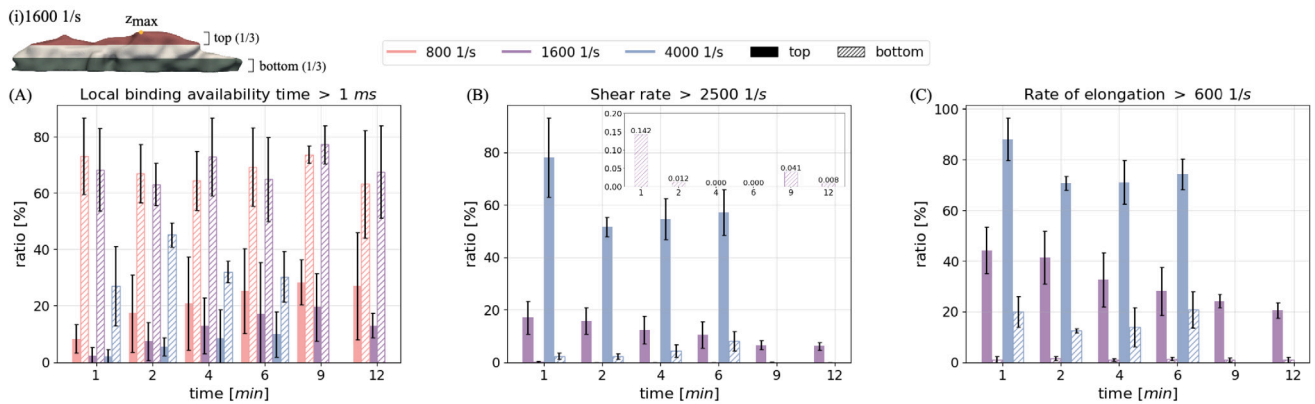 (i)1600 1/s
zmax
top (1/3)
bottom (1/3)
800 1/s 1600 1/s 4000 1/s top bottom
(A) Local binding availability time > 1 ms
ratio [%]
80
60
40
20
0
1 2 4 6 9 12
time [min]
(B) Shear rate > 2500 1/s
ratio [%]
80
60
40
20
0
0.20
0.15
0.10
0.05
0.00
0.142 0.012 0.000 0.000 0.041 0.008
1 2 4 6 9 12
1 2 4 6 9 12
time [min]
(C) Rate of elongation > 600 1/s
ratio [%]
100
80
60
40
20
0
1 2 4 6 9 12
time [min]